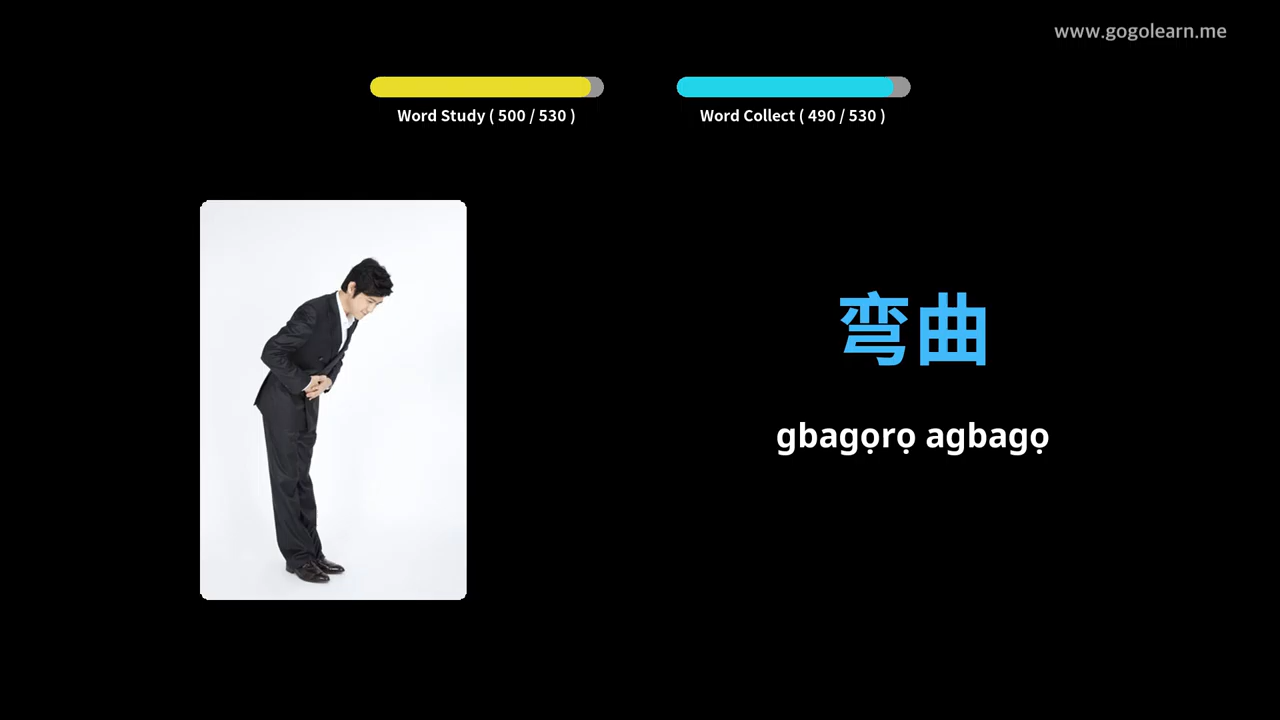 www.gogolearn.me
Word Study ( 500 / 530 )
Word Collect ( 490 / 530 )
弯曲
gbagọrọ agbagọ